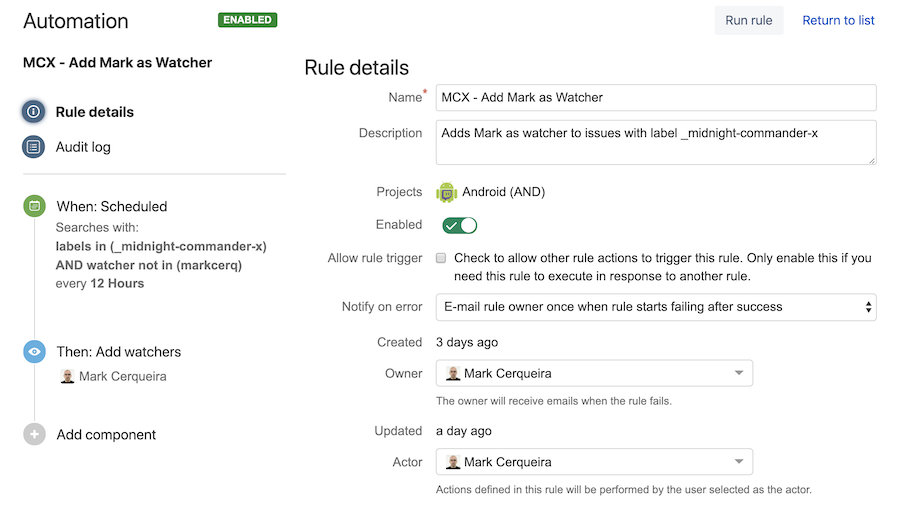 Automation
ENABLED
Run rule
Return to list
MCX - Add Mark as Watcher
Rule details
Audit log
When: Scheduled
Searches with:
labels in (_midnight-commander-x)
AND watcher not in (markcerq)
every 12 Hours
Then: Add watchers
Mark Cerqueira
Add component
Rule details
Name*
MCX - Add Mark as Watcher
Description
Adds Mark as watcher to issues with label _midnight-commander-x
Projects
Android (AND)
Enabled
Allow rule trigger
Check to allow other rule actions to trigger this rule. Only enable this if you
need this rule to execute in response to another rule.
Notify on error
E-mail rule owner once when rule starts failing after success
Created
3 days ago
Owner
Mark Cerqueira
The owner will receive emails when the rule fails.
Updated
a day ago
Actor
Mark Cerqueira
Actions defined in this rule will be performed by the user selected as the actor.